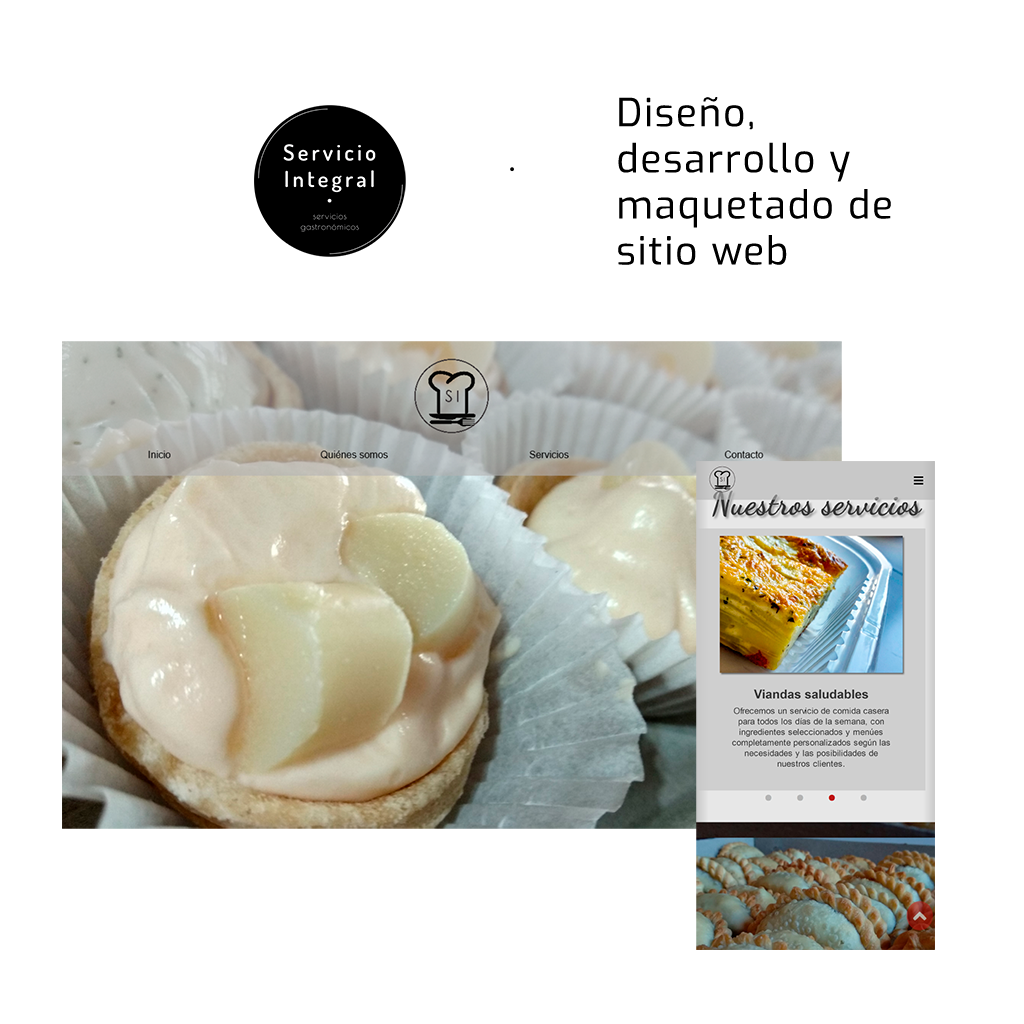 Servicio
Integral
servicios
gastronómicos
Diseño,
desarrollo y
maquetado de
sitio web
SI
Inicio Quiénes somos Servicios Contacto
Nuestros servicios
Viandas saludables
Ofrecemos un servicio de comida casera
para todos los días de la semana, con
ingredientes seleccionados y menúes
completamente personalizados según las
necesidades y las posibilidades de
nuestros clientes.